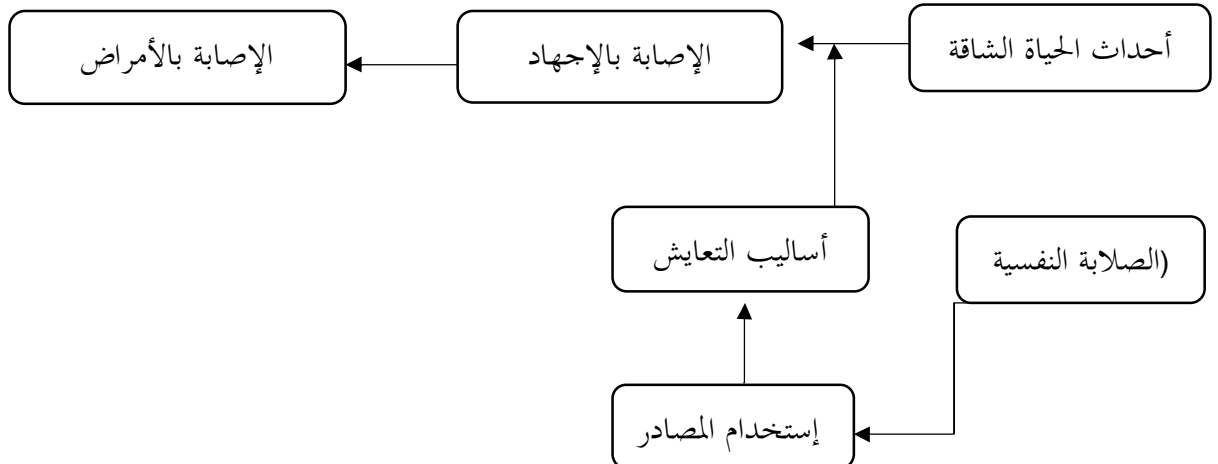 أحداث الحياة الشاقة
الإصابة بالإجهاد
الإصابة بالأمراض
(الصلابة النفسية
أساليب التعايش
إستخدام المصادر